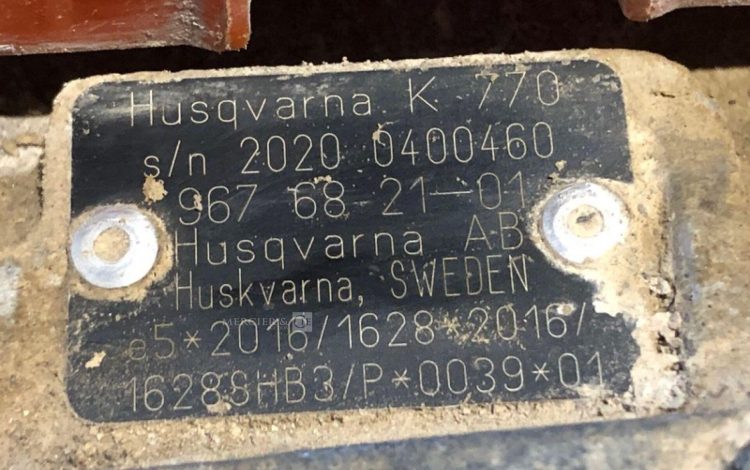 Husqvarna K 770
s/n 2020 0400460
967 68 21-01
Husqvarna AB
Huskvarna, SWEDEN
e5*2016/1628*2016/
1628SHB3/P*0039*01